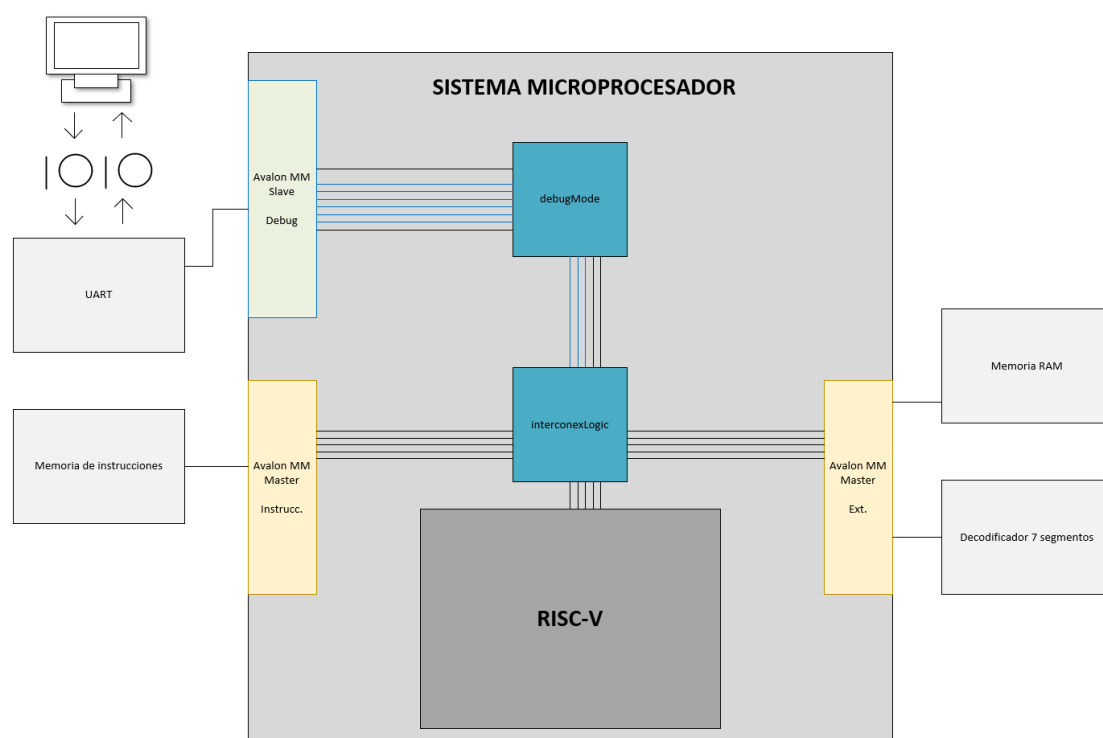 SISTEMA MICROPROCESADOR
Avalon MM
Slave
Debug
debugMode
UART
Memoria RAM
interconexLogic
Memoria de instrucciones
Avalon MM
Master
Instrucc.
Avalon MM
Master
Ext.
Decodificador 7 segmentos
RISC-V